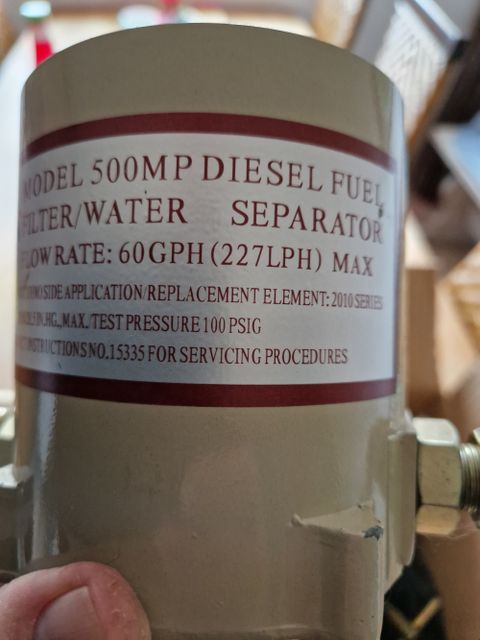 MODEL 500MP DIESEL FUEL
FILTER/WATER SEPARATOR
FLOW RATE: 60GPH (227LPH) MAX
SIDE APPLICATION/REPLACEMENT ELEMENT: 2010 SERIES
HG., MAX. /TEST PRESSURE 100 PSIG
INSTRUCTIONS NO.15335 FOR SERVICING PROCEDURES